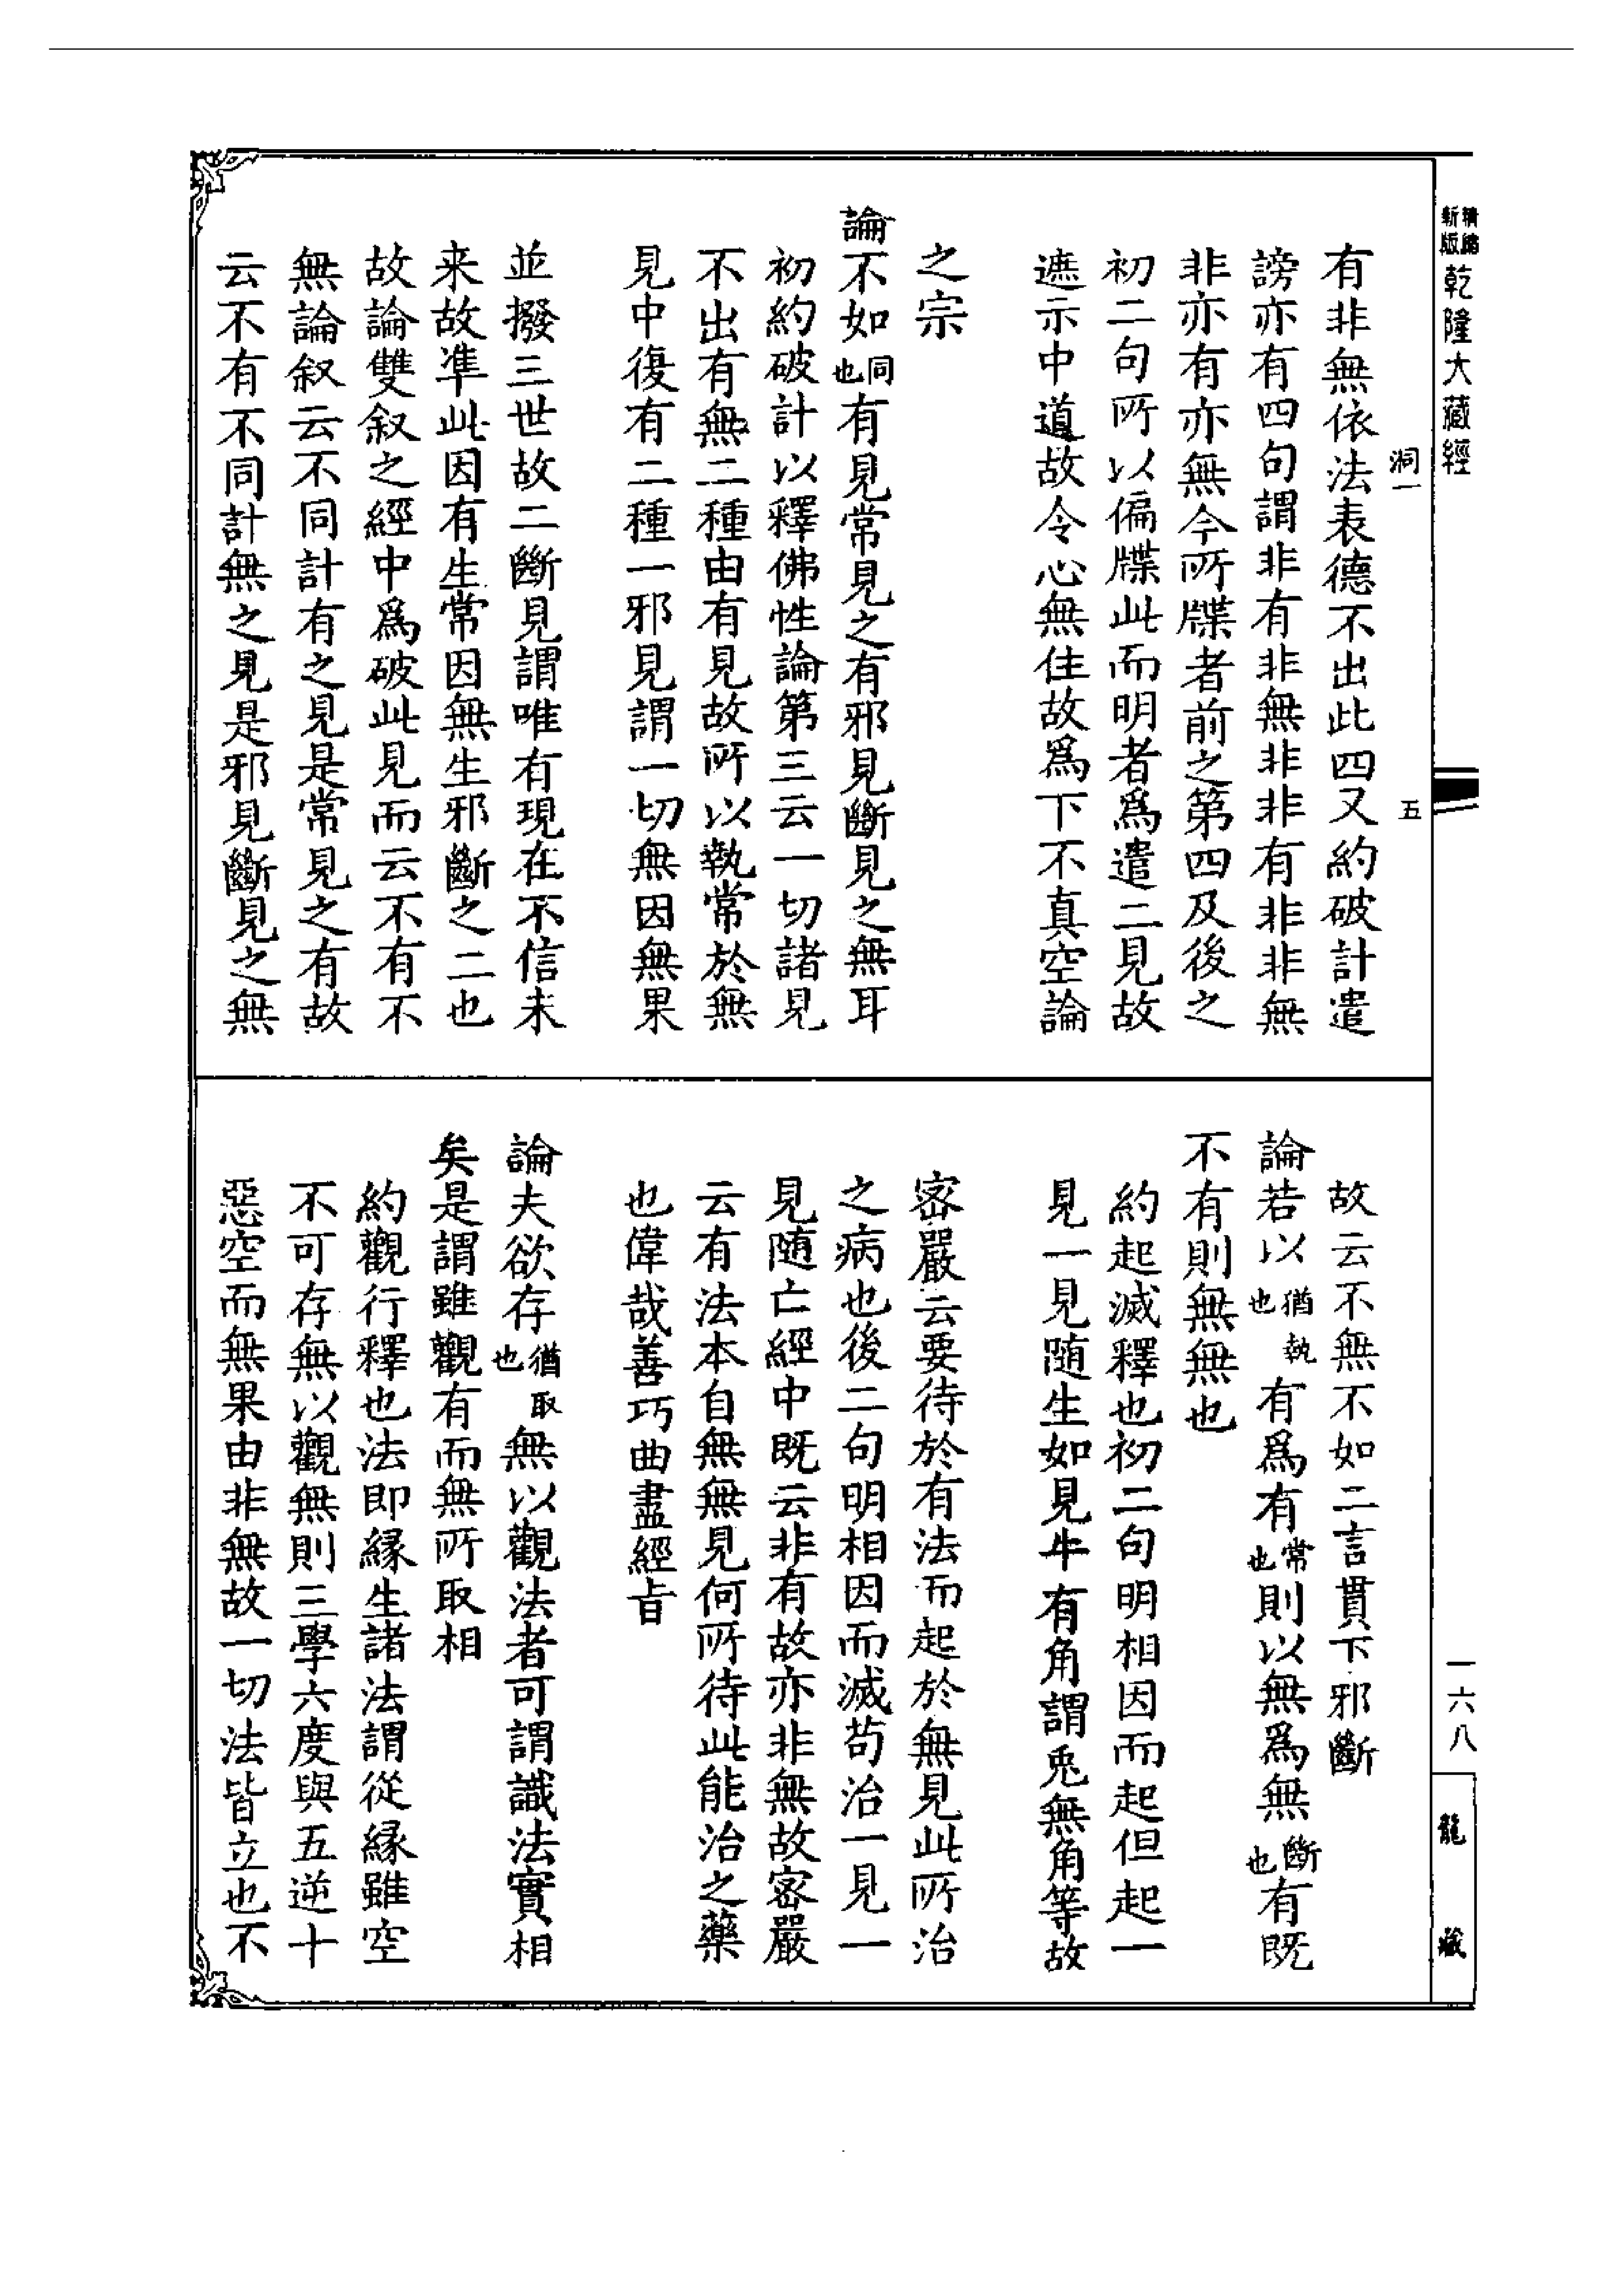 精縮
新版
乾隆大藏經
洞一
五
有非無依法表德不出此四又約破計遣
謗亦有四句謂非有非無非非有非非無
非亦有亦無今所牒者前之第四及後之
初二句所以偏牒此而明者為遣二見故
遮示中道故令心無住故為下不真空論
之宗
論不如同也有見常見之有邪見斷見之無耳
初約破計以釋佛性論第三云一切諸見
不出有無二種由有見故所以執常於無
見中復有二種一邪見謂一切無因無果
並撥三世故二斷見謂唯有現在不信未
来故準此因有生常因無生邪斷之二也
故論雙叙之經中為破此見而云不有不
無論叙云不同計有之見是常見之有故
云不有不同計無之見是邪見斷見之無
故云不無不如二言貫下邪斷
論若以猶執也有為有常也則以無為無斷也有既
不有則無無也
約起滅釋也初二句明相因而起但起一
見一見随生如見牛有角謂兎無角等故
密嚴云要待於有法而起於無見此所治
之病也後二句明相因而滅苟治一見一
見随亡經中既云非有故亦非無故密嚴
云有法本自無無見何所待此能治之藥
也偉哉善巧曲盡經旨
論夫欲存猶取也無以觀法者可謂識法實相
矣是謂雖觀有而無所取相
約觀行釋也法即緣生諸法謂從緣雖空
不可存無以觀無則三學六度與五逆十
惡空而無果由非無故一切法皆立也不
一六八
龍藏